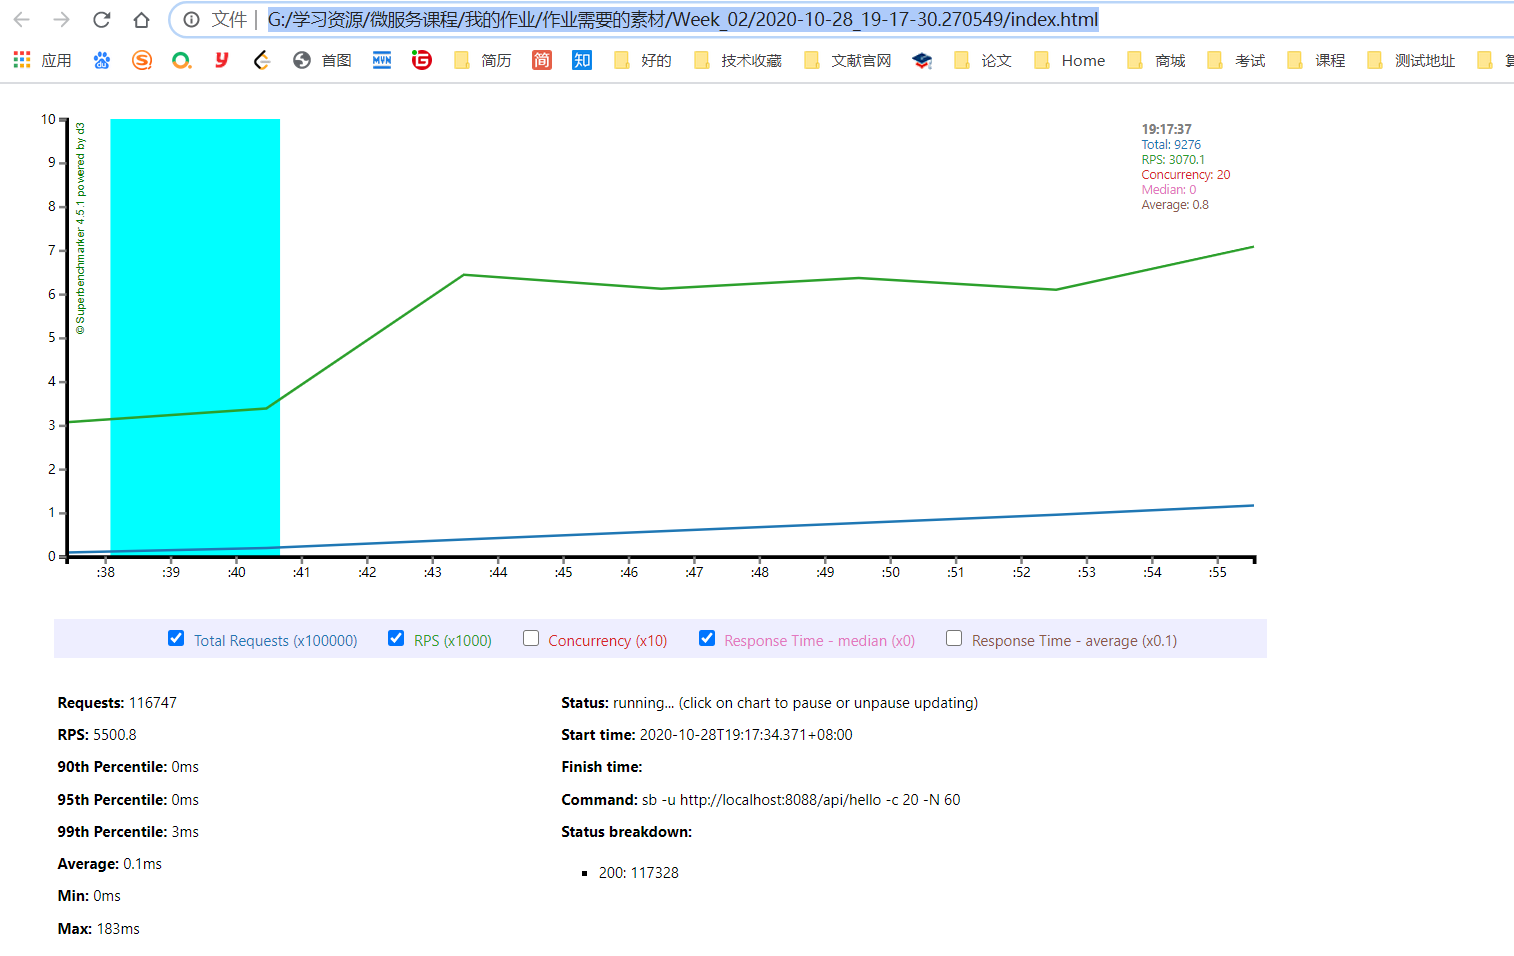 文件 | G:/学习资源/微服务课程/我的作业/作业需要的素材/Week_02/2020-10-28_19-17-30.270549/index.html
应用 首图 MVN 简历 简 知 好的 技术收藏 文献官网 论文 Home 商城 考试 课程 测试地址
10
9
8
7
6
5
4
3
2
1
0
© Superbenchmarker 4.5.1 powered by d3
19:17:37
Total: 9276
RPS: 3070.1
Concurrency: 20
Median: 0
Average: 0.8
:38 :39 :40 :41 :42 :43 :44 :45 :46 :47 :48 :49 :50 :51 :52 :53 :54 :55
Total Requests (x100000) RPS (x1000) Concurrency (x10) Response Time - median (x0) Response Time - average (x0.1)
Requests: 116747
RPS: 5500.8
90th Percentile: 0ms
95th Percentile: 0ms
99th Percentile: 3ms
Average: 0.1ms
Min: 0ms
Max: 183ms
Status: running... (click on chart to pause or unpause updating)
Start time: 2020-10-28T19:17:34.371+08:00
Finish time:
Command: sb -u http://localhost:8088/api/hello -c 20 -N 60
Status breakdown:
200: 117328